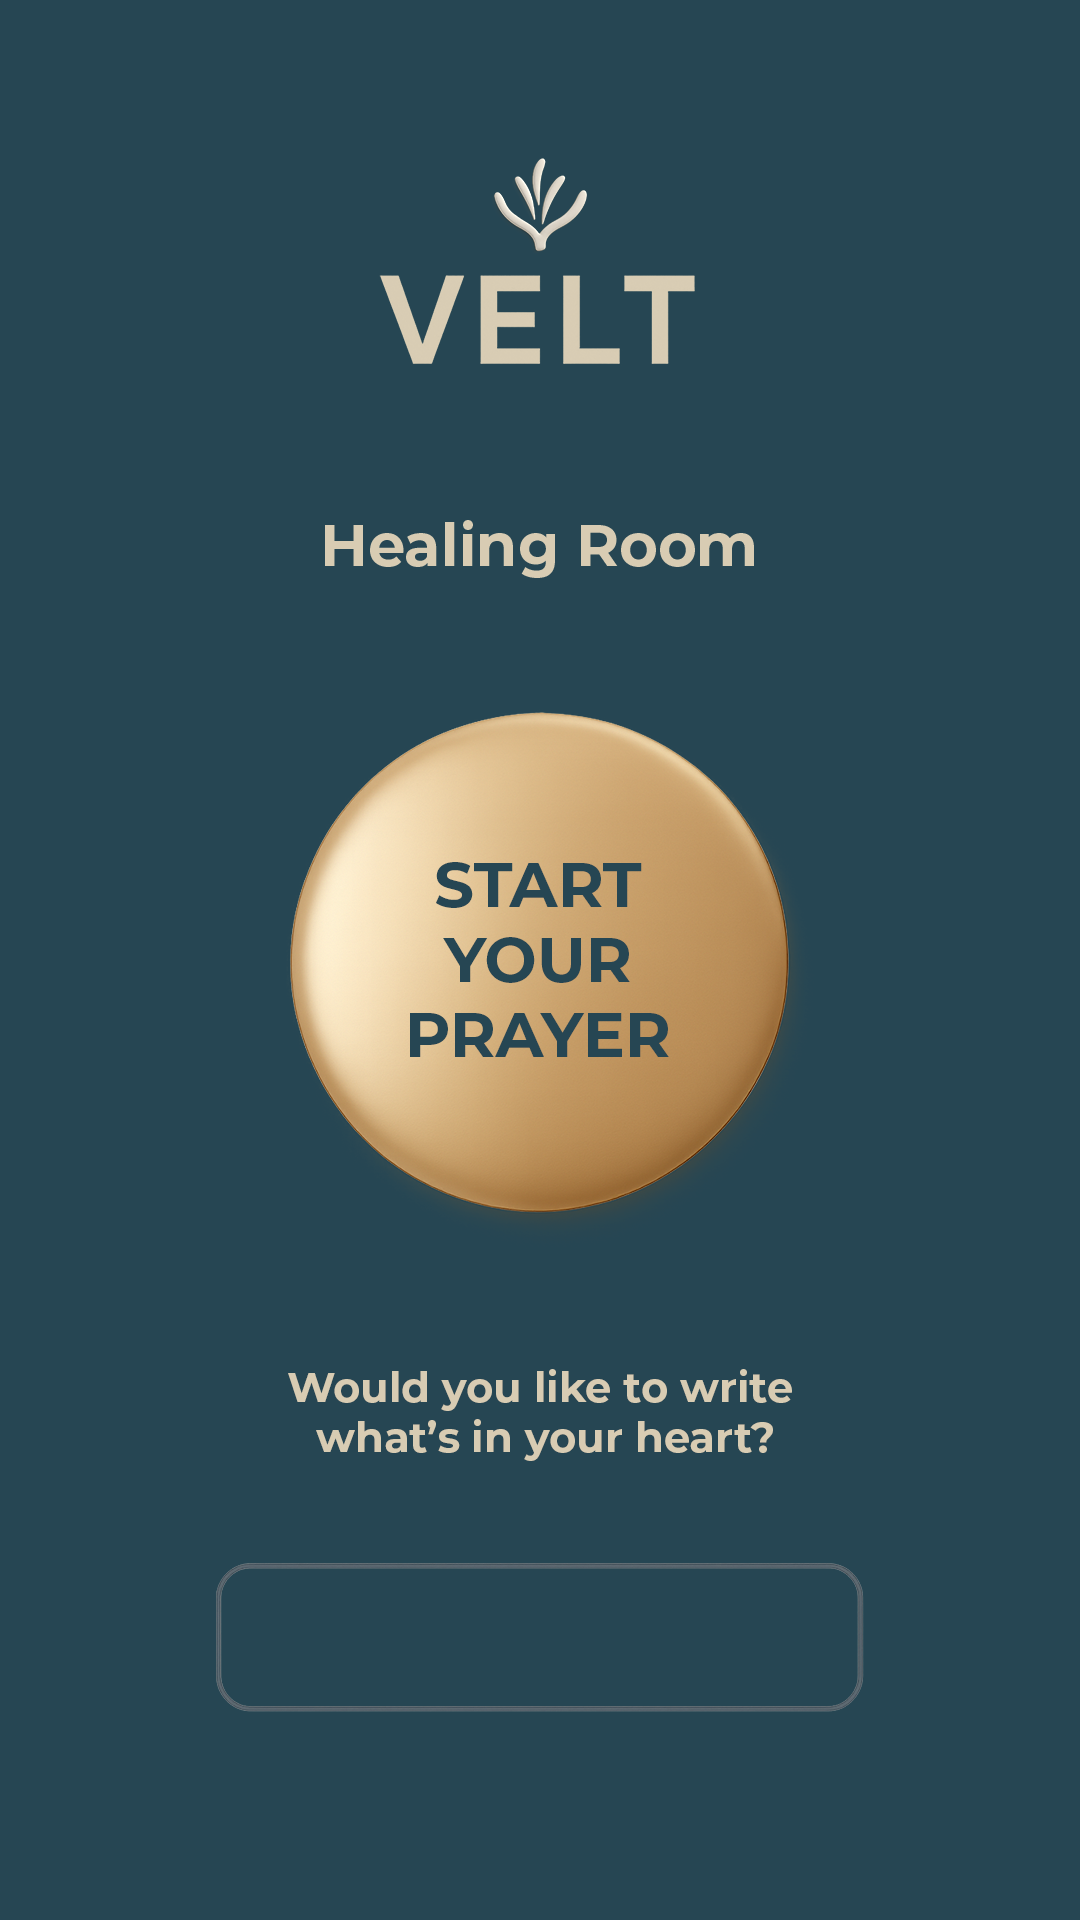 VELT
Healing Room
START
YOUR
PRAYER
Would you like to write
what’s in your heart?